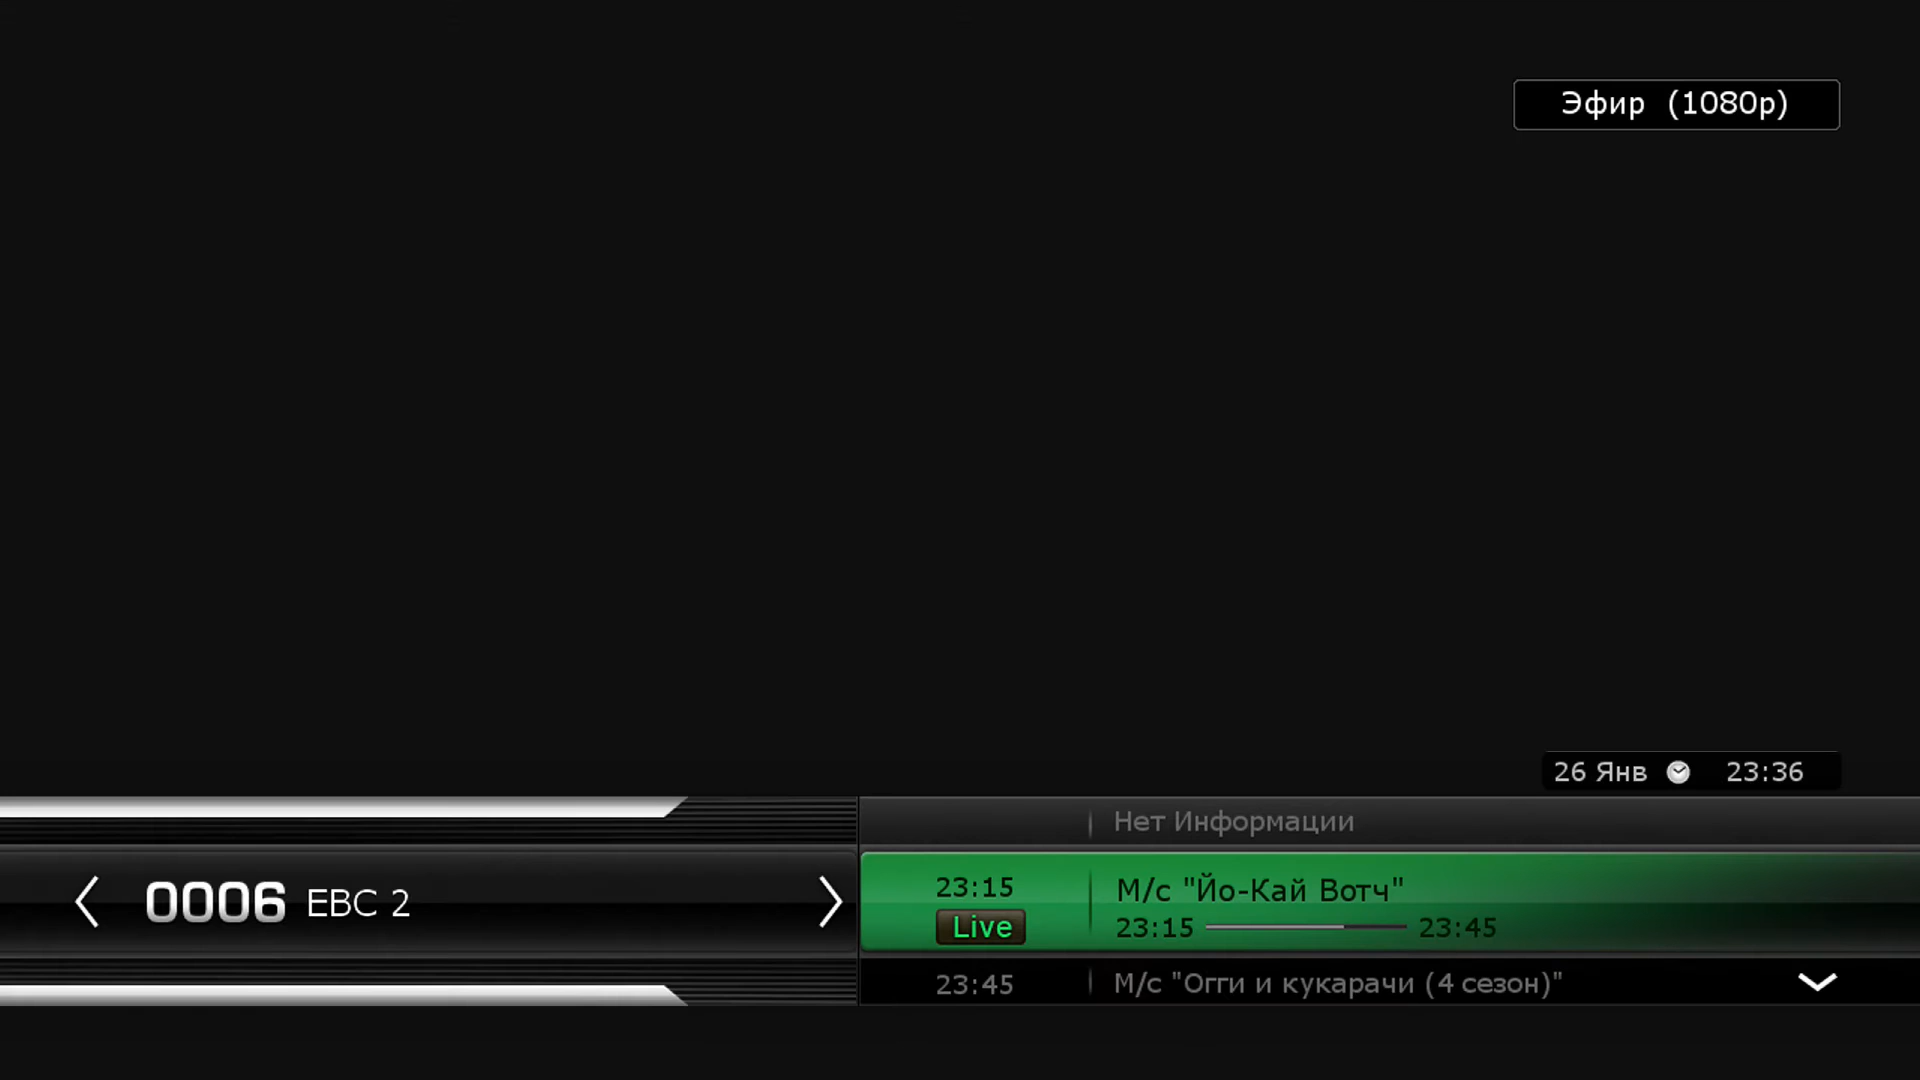 Эфир (1080p)
26 Янв 23:36
Нет Информации
0006 EBC 2
23:15 М/с "Йо-Кай Вотч"
Live 23:15 23:45
23:45 М/с "Огги и кукарачи (4 сезон)"